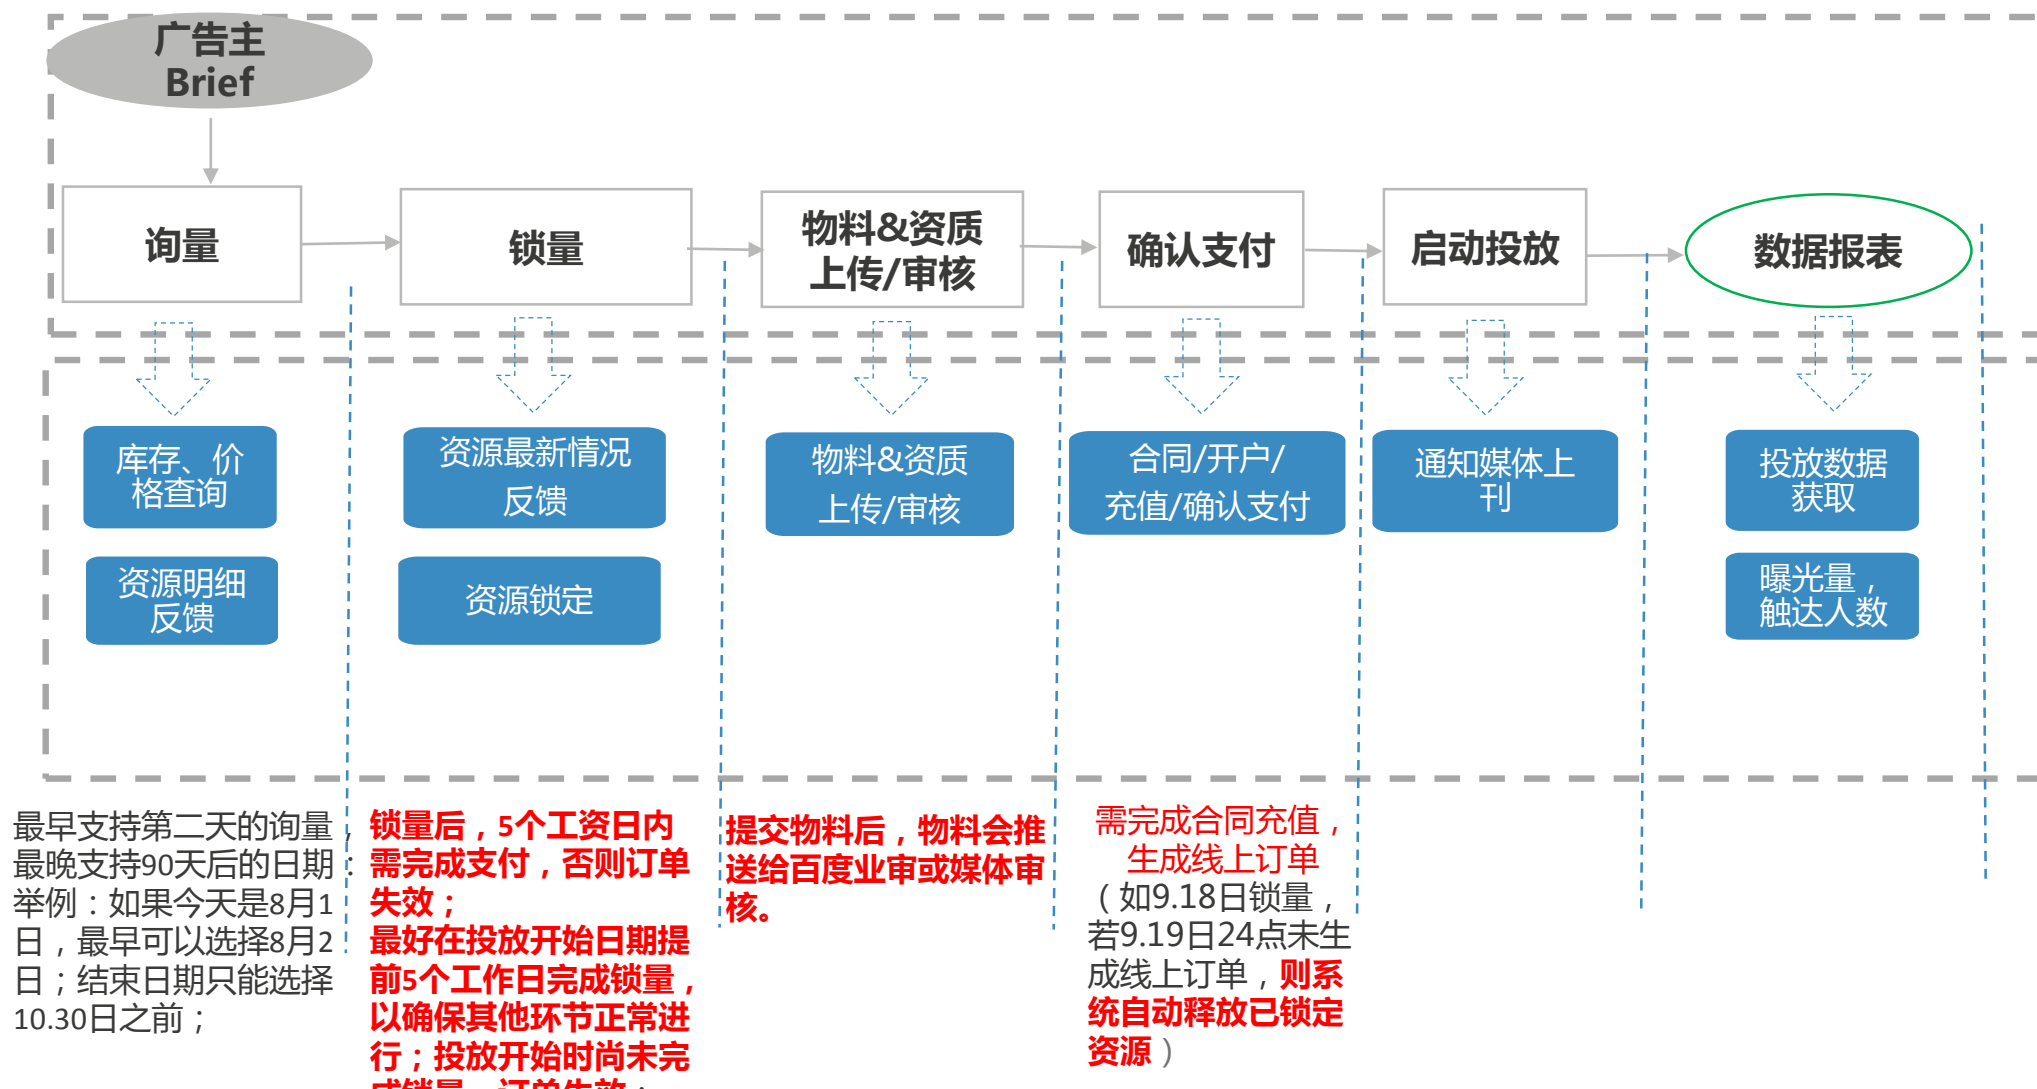 广告主
Brief
询量
锁量
物料&资质
上传/审核
确认支付
启动投放
数据报表
库存、价
格查询
资源明细
反馈
资源最新情况
反馈
资源锁定
物料&资质
上传/审核
合同/开户/
充值/确认支付
通知媒体上
刊
投放数据
获取
曝光量，
触达人数
最早支持第二天的询量，
最晚支持90天后的日期：
举例：如果今天是8月1
日，最早可以选择8月2
日；结束日期只能选择
10.30日之前；
锁量后，5个工资日内
需完成支付，否则订单
失效；
最好在投放开始日期提
前5个工作日完成锁量，
以确保其他环节正常进
行；投放开始时尚未完
成锁量，订单失效；
提交物料后，物料会推
送给百度业审或媒体审
核。
需完成合同充值，
生成线上订单
（如9.18日锁量，
若9.19日24点未生
成线上订单，则系
统自动释放已锁定
资源）